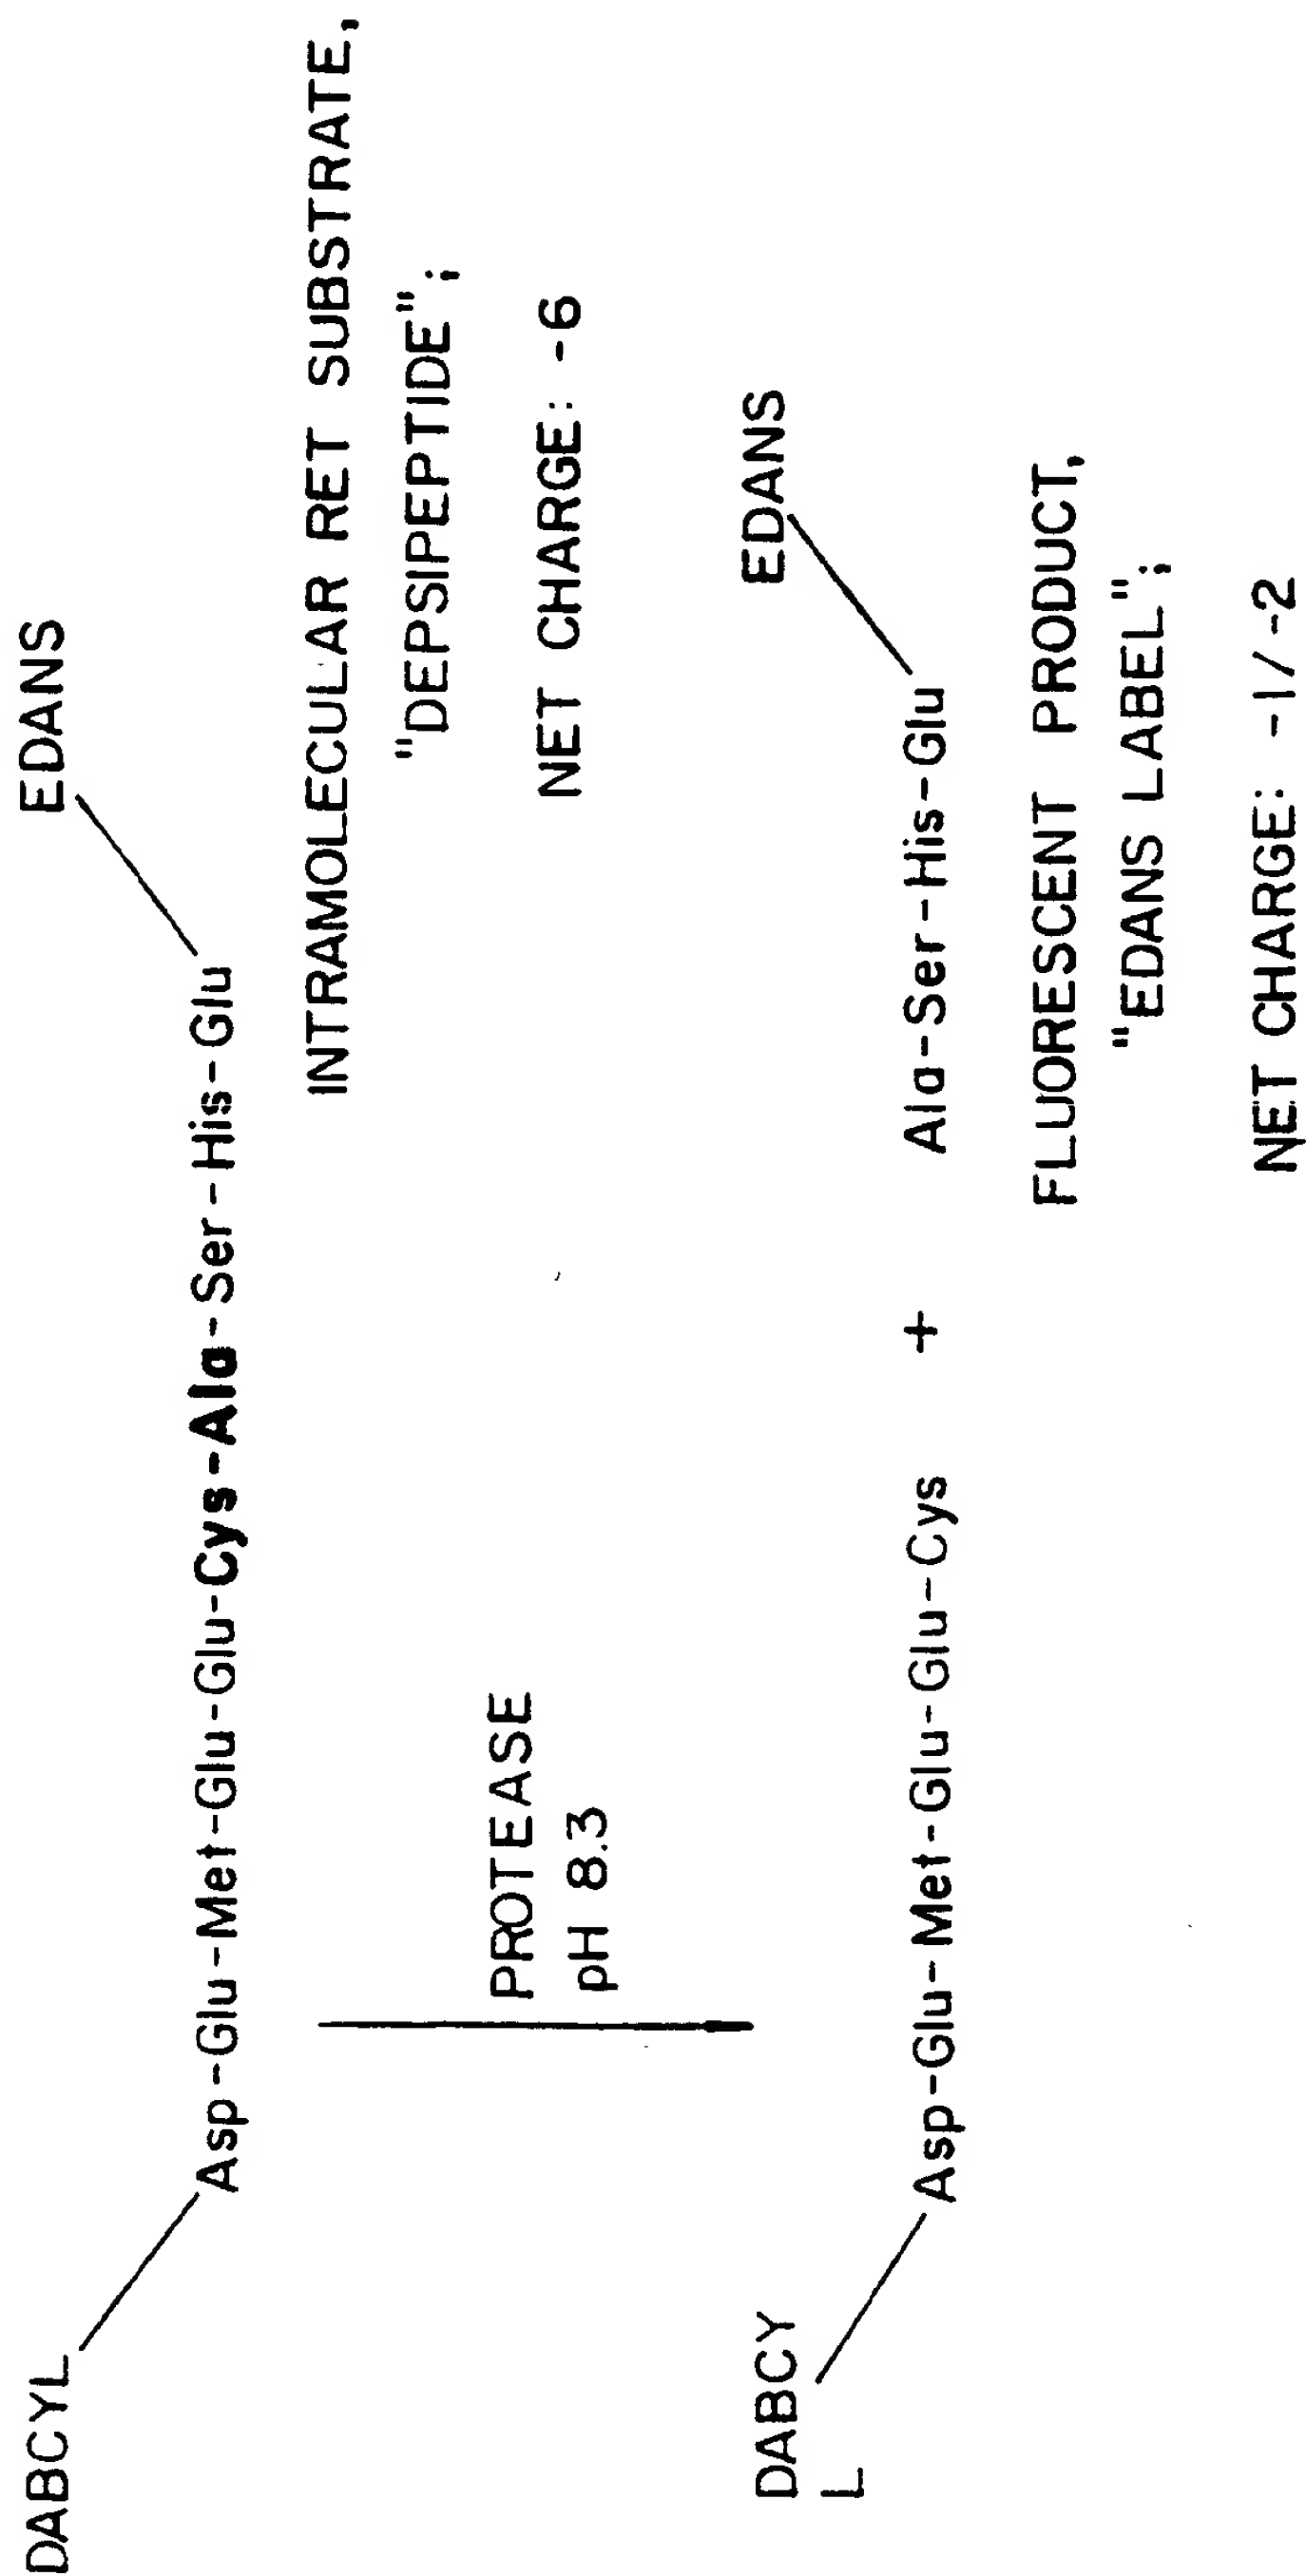 DABCYL EDANS
Asp-Glu-Met-Glu-Glu-Cys-Ala-Ser-His-Glu
INTRAMOLECULAR RET SUBSTRATE,
"DEPSIPEPTIDE";
NET CHARGE: -6
PROTEASE
pH 8.3
DABCY EDANS
L
Asp-Glu-Met-Glu-Glu-Cys + Ala-Ser-His-Glu
FLUORESCENT PRODUCT,
"EDANS LABEL";
NET CHARGE: -1/-2